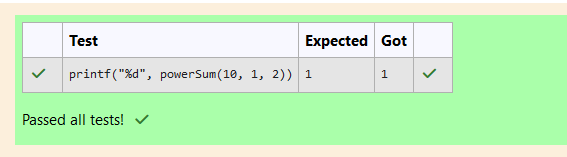 Test Expected Got
printf("%d", powerSum(10, 1, 2)) 1 1
Passed all tests!